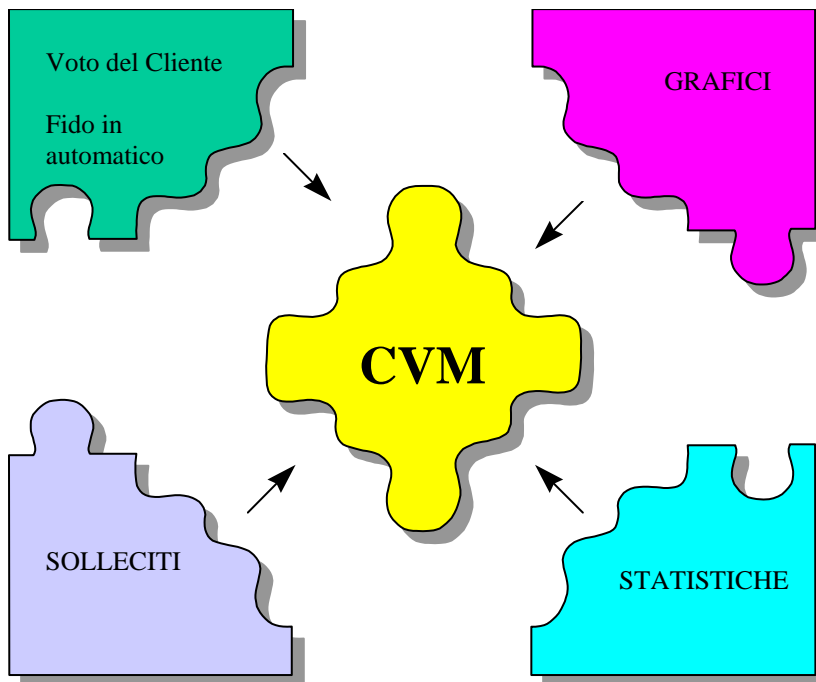 Voto del Cliente
Fido in
automatico
GRAFICI
CVM
SOLLECITI
STATISTICHE